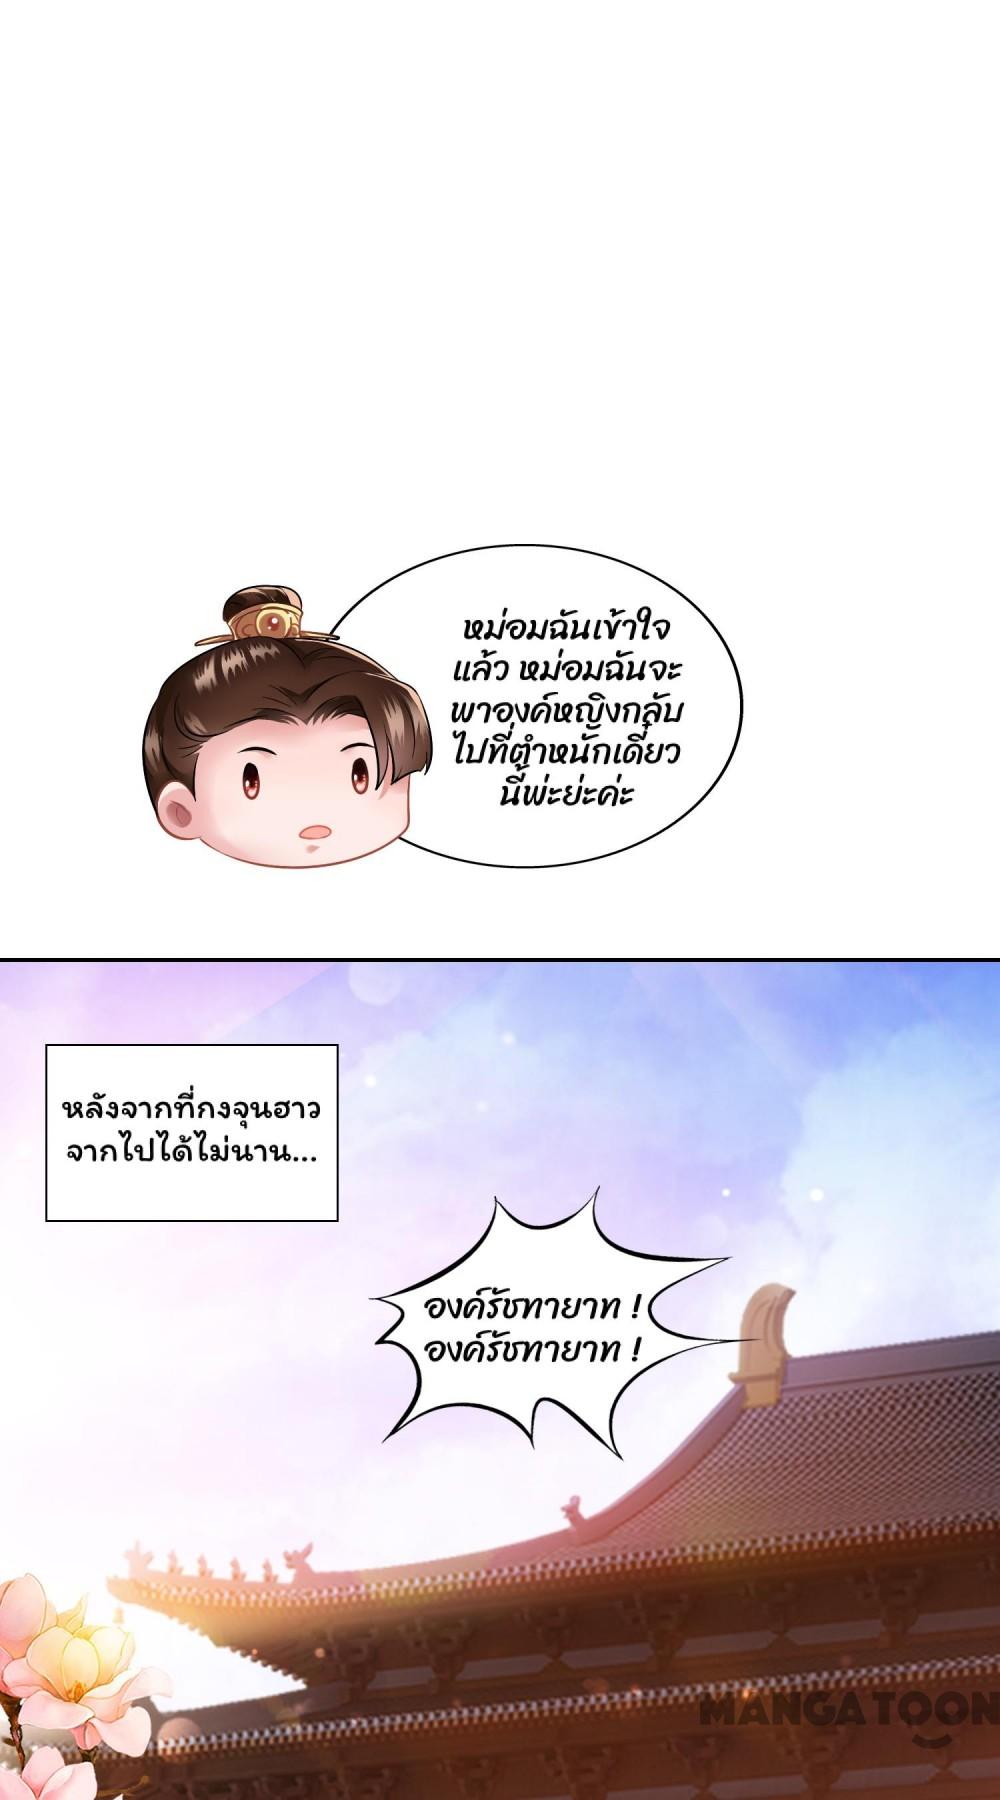 หม่อมฉันเข้าใจ
แล้ว หม่อมฉันจะ
พาองค์หญิงกลับ
ไปที่ตำหนักเดี๋ยว
นี้พ่ะย่ะค่ะ
หลังจากที่กงจุนฮาว
จากไปได้ไม่นาน...
องค์รัชทายาท !
องค์รัชทายาท !
MANGATOON